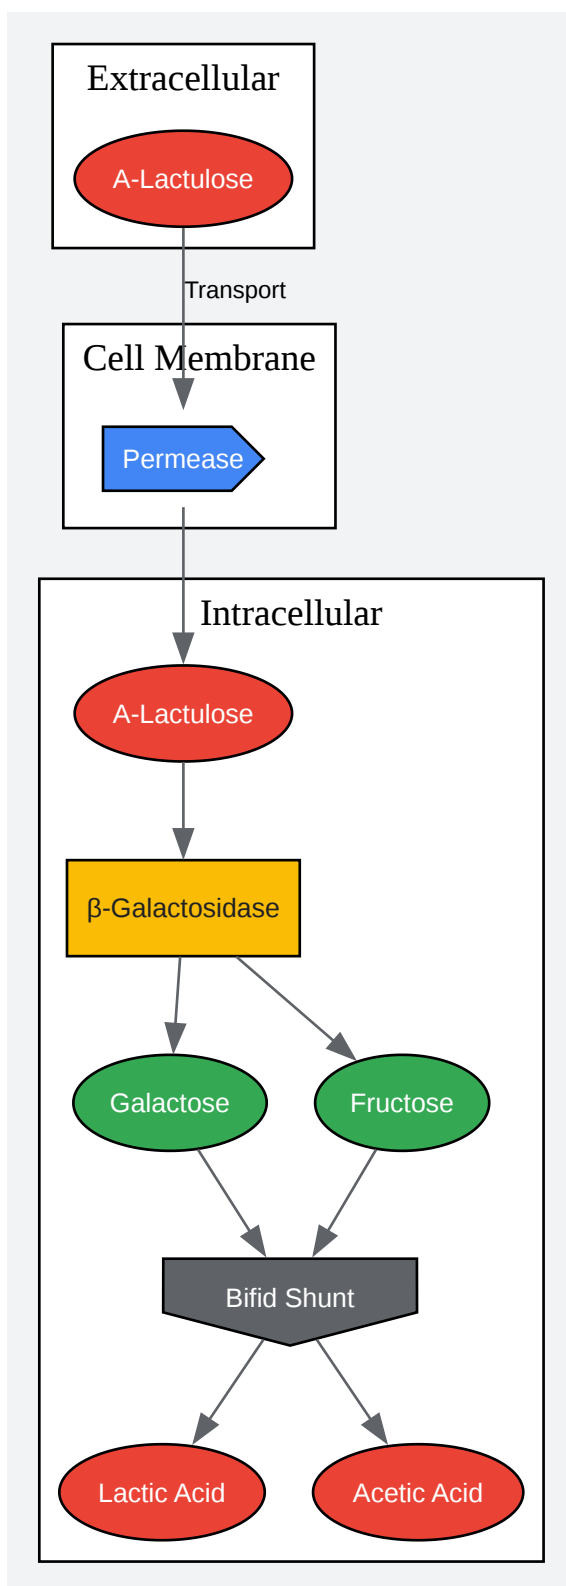 Extracellular
A-Lactulose
Transport
Cell Membrane
Permease
Intracellular
A-Lactulose
β-Galactosidase
Galactose
Fructose
Bifid Shunt
Lactic Acid
Acetic Acid